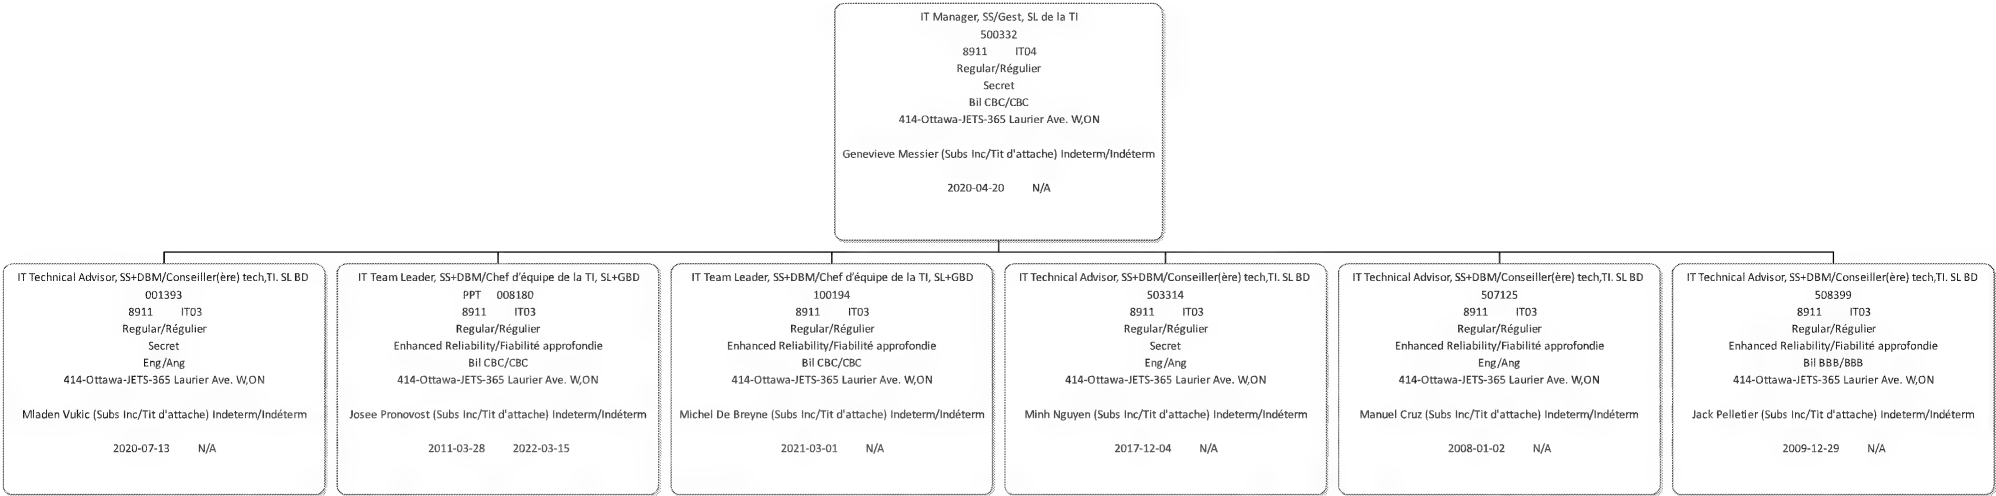 IT Manager, SS/Gest, SL de la TI
500332
8911 IT04
Regular/Régulier
Secret
Bil CBC/CBC
414-Ottawa-JETS-365 Laurier Ave. W,ON
Genevieve Messier (Subs Inc/Tit d'attache) Indeterm/Indéterm
2020-04-20 N/A
IT Technical Advisor, SS+DBM/Conseiller(ère) tech,TI. SL BD
001393
8911 IT03
Regular/Régulier
Secret
Eng/Ang
414-Ottawa-JETS-365 Laurier Ave. W,ON
Mladen Vukic (Subs Inc/Tit d'attache) Indeterm/Indéterm
2020-07-13 N/A
IT Team Leader, SS+DBM/Chef d'équipe de la TI, SL+GBD
PPT 008180
8911 IT03
Regular/Régulier
Enhanced Reliability/Fiabilité approfondie
Bil CBC/CBC
414-Ottawa-JETS-365 Laurier Ave. W,ON
Josee Pronovost (Subs Inc/Tit d'attache) Indeterm/Indéterm
2011-03-28 2022-03-15
IT Team Leader, SS+DBM/Chef d'équipe de la TI, SL+GBD
100194
8911 IT03
Regular/Régulier
Enhanced Reliability/Fiabilité approfondie
Bil CBC/CBC
414-Ottawa-JETS-365 Laurier Ave. W,ON
Michel De Breyne (Subs Inc/Tit d'attache) Indeterm/Indéterm
2021-03-01 N/A
IT Technical Advisor, SS+DBM/Conseiller(ère) tech,TI. SL BD
503314
8911 IT03
Regular/Régulier
Secret
Eng/Ang
414-Ottawa-JETS-365 Laurier Ave. W,ON
Minh Nguyen (Subs Inc/Tit d'attache) Indeterm/Indéterm
2017-12-04 N/A
IT Technical Advisor, SS+DBM/Conseiller(ère) tech,TI. SL BD
507125
8911 IT03
Regular/Régulier
Enhanced Reliability/Fiabilité approfondie
Eng/Ang
414-Ottawa-JETS-365 Laurier Ave. W,ON
Manuel Cruz (Subs Inc/Tit d'attache) Indeterm/Indéterm
2008-01-02 N/A
IT Technical Advisor, SS+DBM/Conseiller(ère) tech,TI. SL BD
508399
8911 IT03
Regular/Régulier
Enhanced Reliability/Fiabilité approfondie
Bil BBB/BBB
414-Ottawa-JETS-365 Laurier Ave. W,ON
Jack Pelletier (Subs Inc/Tit d'attache) Indeterm/Indéterm
2009-12-29 N/A